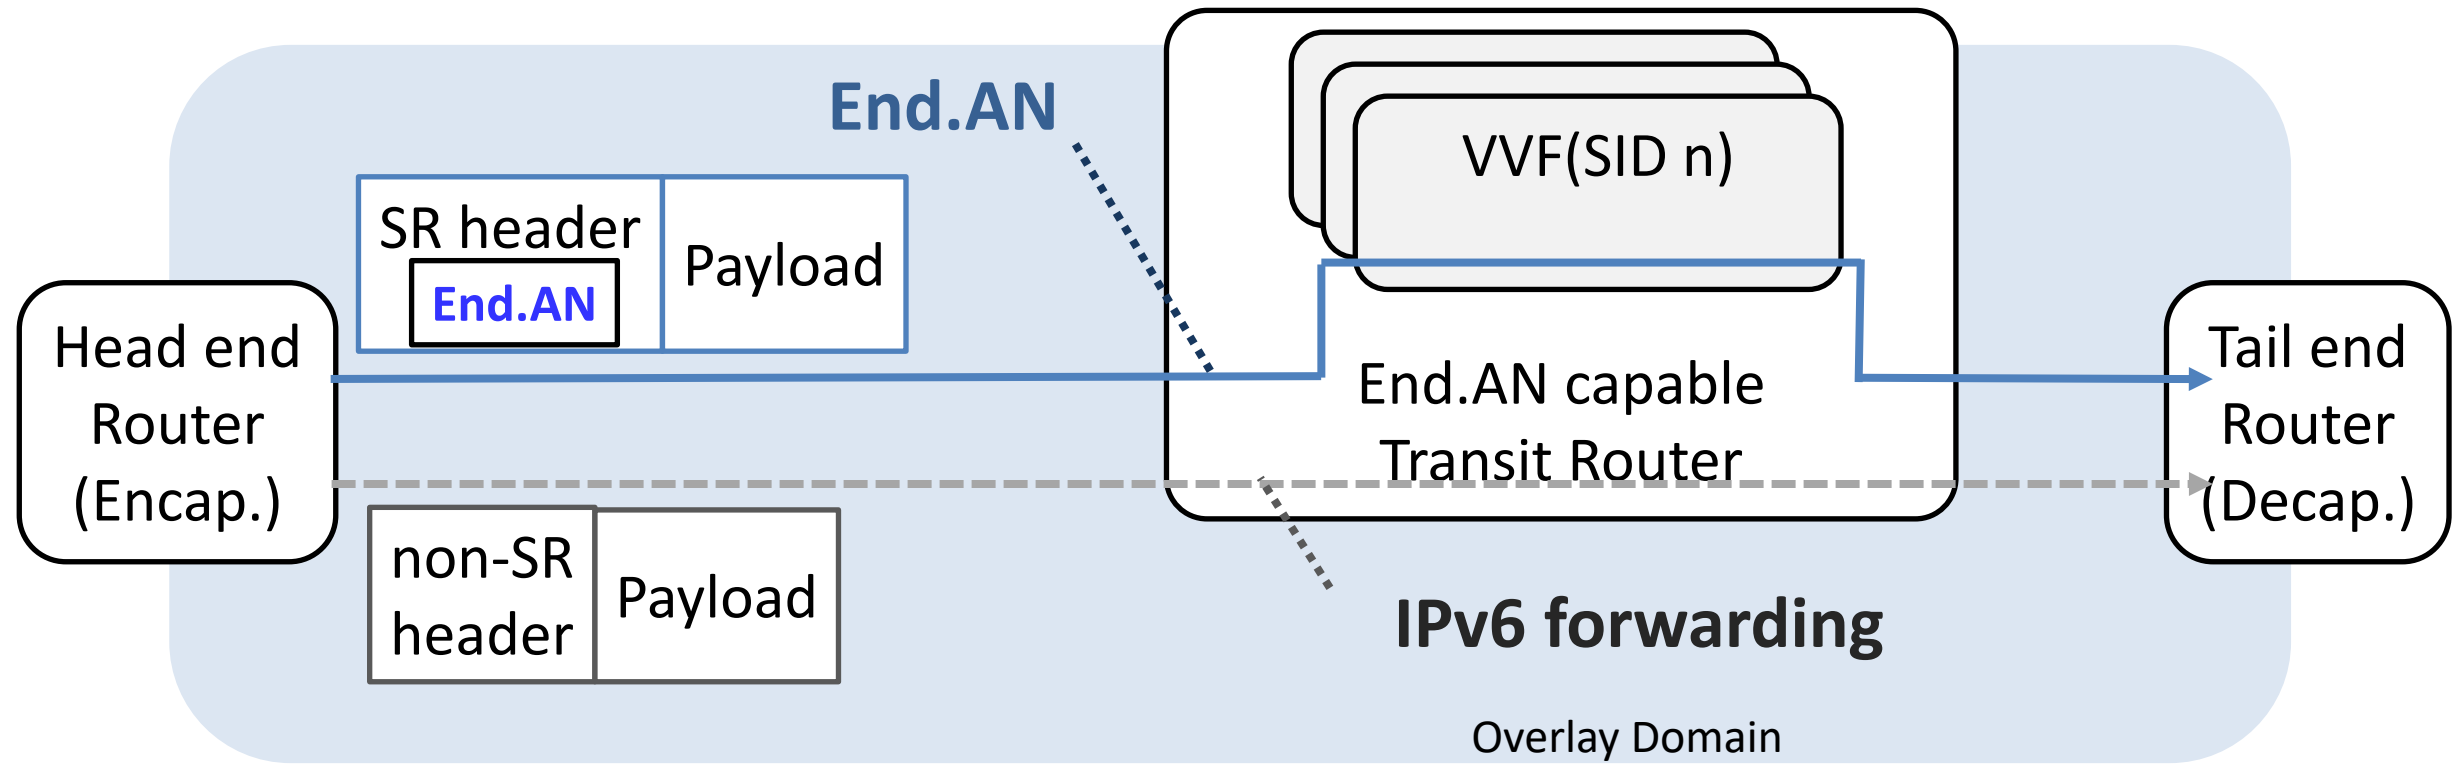 End.AN
VVF(SID n)
SR header
End.AN
Payload
Head end
Router
(Encap.)
End.AN capable
Transit Router
Tail end
Router
(Decap.)
non-SR
header
Payload
IPv6 forwarding
Overlay Domain